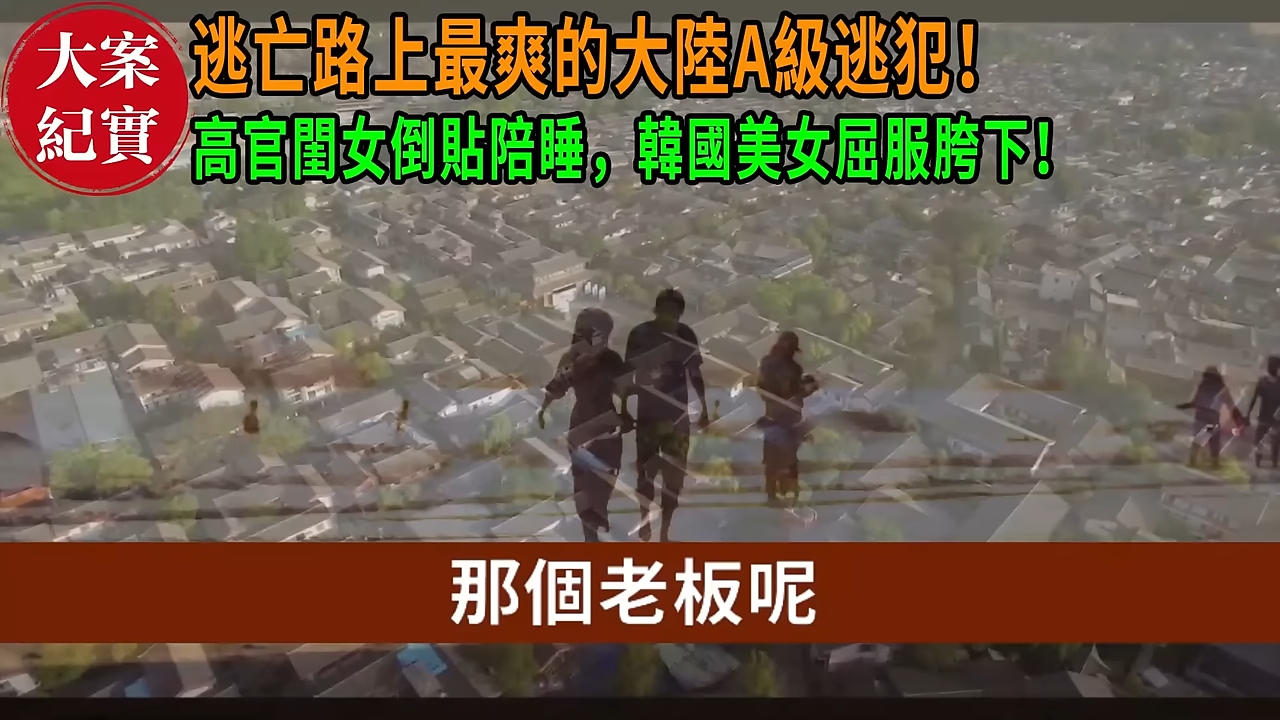 大案
紀實
逃亡路上最爽的大陸A級逃犯！
高官閨女倒貼陪睡，韓國美女屈服胯下！
那個老板呢